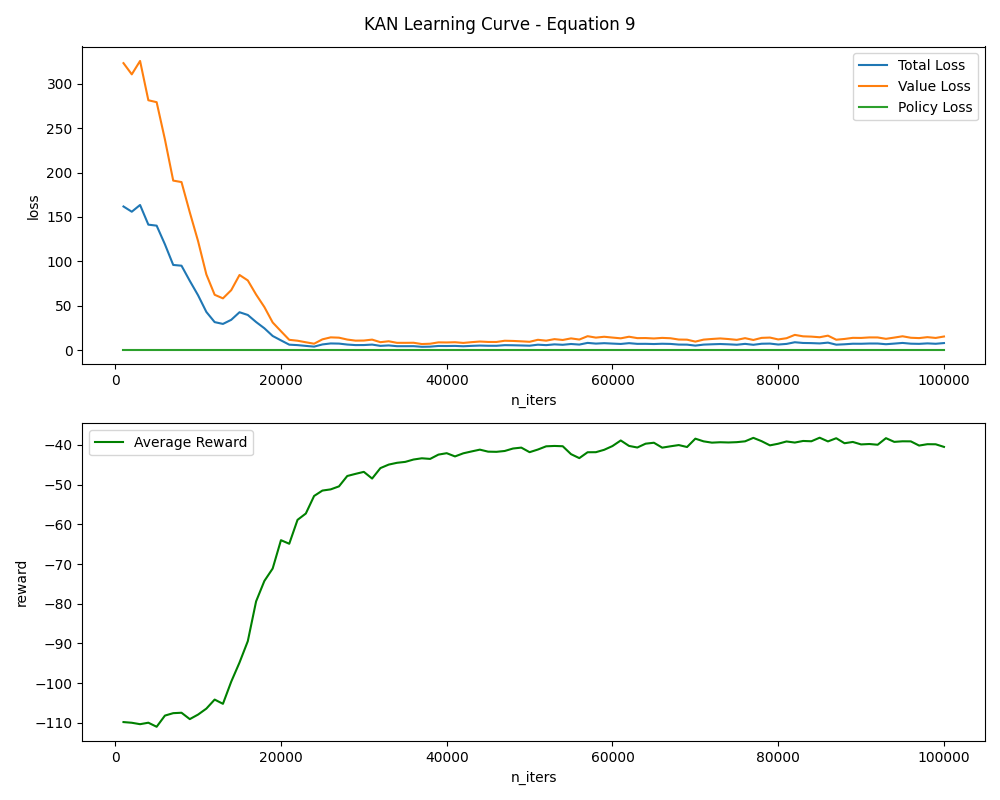 KAN Learning Curve - Equation 9
Total Loss
Value Loss
Policy Loss
300
250
200
150
100
50
0
loss
0 20000 40000 60000 80000 100000
n_iters
Average Reward
−40
−50
−60
−70
−80
−90
−100
−110
reward
0 20000 40000 60000 80000 100000
n_iters